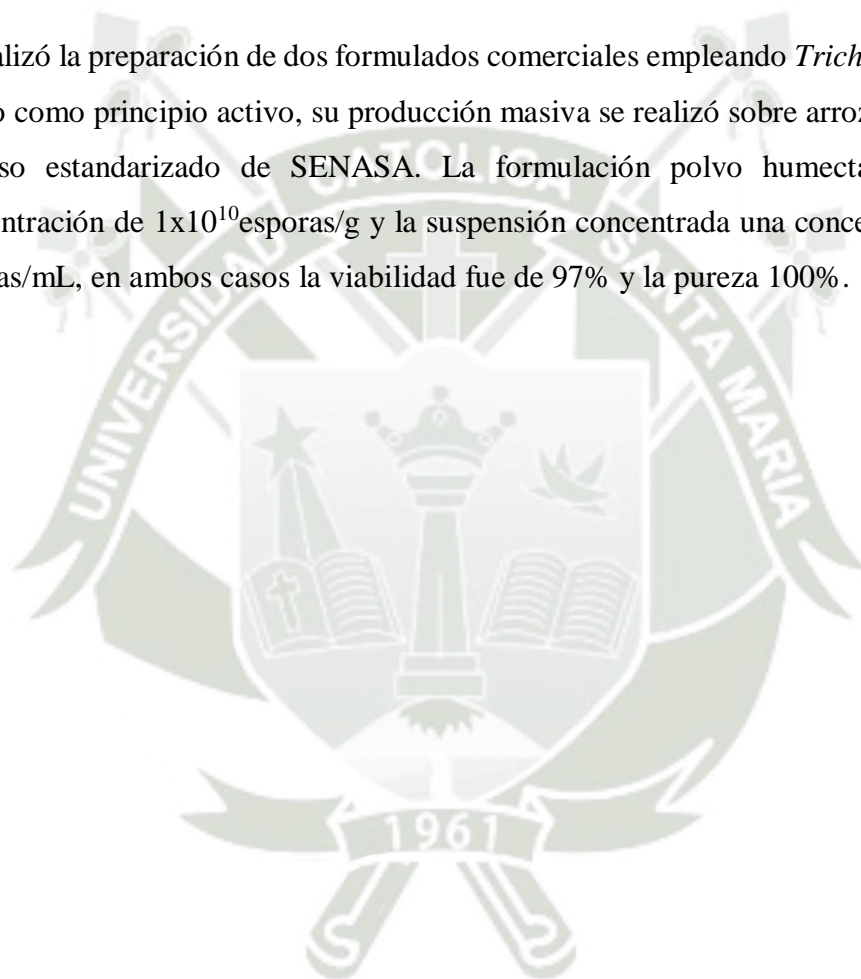 alizó la preparación de dos formulados comerciales empleando Trich
o como principio activo, su producción masiva se realizó sobre arroz
so estandarizado de SENASA. La formulación polvo humecta
entración de 1x10¹⁰esporas/g y la suspensión concentrada una conce
as/mL, en ambos casos la viabilidad fue de 97% y la pureza 100%.
UNIVERSIDAD CATOLICA SANTA MARIA
1961